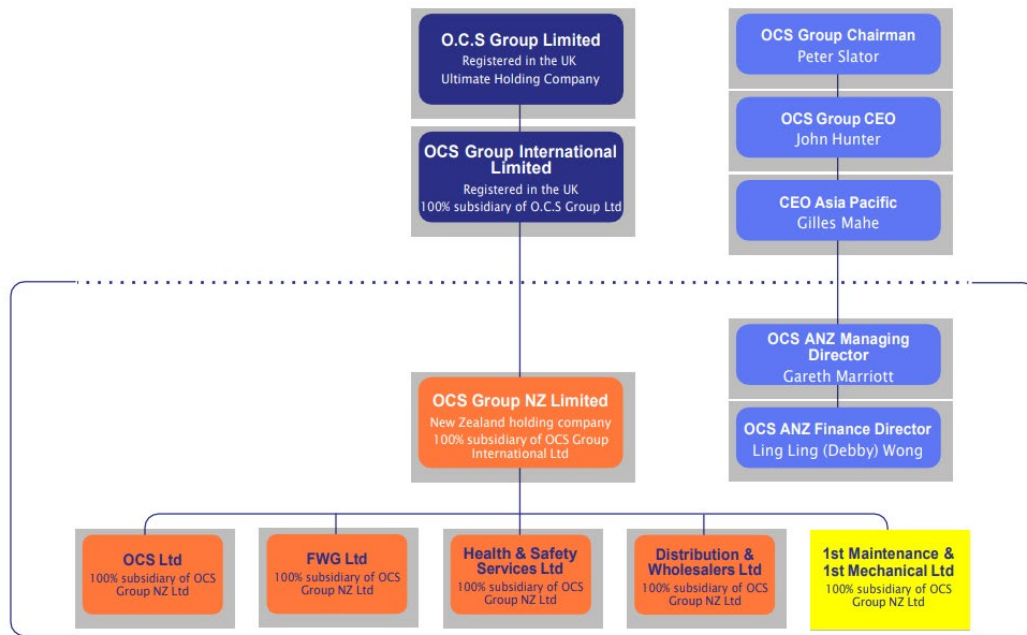 O.C.S Group Limited
Registered in the UK
Ultimate Holding Company
OCS Group International
Limited
Registered in the UK
100% subsidiary of O.C.S Group Ltd
OCS Group Chairman
Peter Slator
OCS Group CEO
John Hunter
CEO Asia Pacific
Gilles Mahe
OCS ANZ Managing
Director
Gareth Marriott
OCS ANZ Finance Director
Ling Ling (Debby) Wong
OCS Group NZ Limited
New Zealand holding company
100% subsidiary of OCS Group
International Ltd
OCS Ltd
100% subsidiary of OCS
Group NZ Ltd
FWG Ltd
100% subsidiary of OCS
Group NZ Ltd
Health & Safety
Services Ltd
100% subsidiary of OCS
Group NZ Ltd
Distribution &
Wholesalers Ltd
100% subsidiary of OCS
Group NZ Ltd
1st Maintenance &
1st Mechanical Ltd
100% subsidiary of OCS
Group NZ Ltd